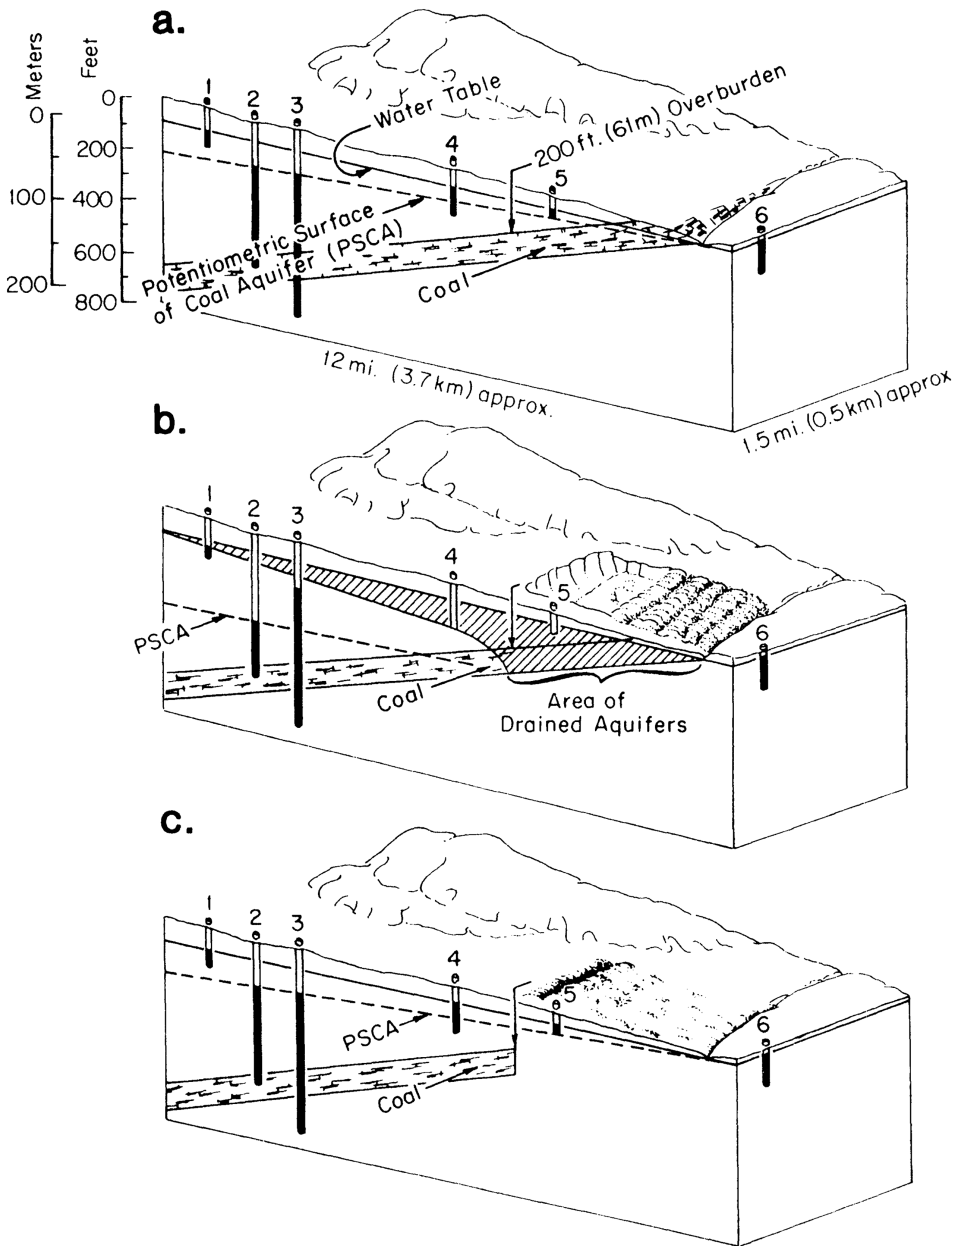 a.
Meters
Feet
0
200
400
600
800
0
100
200
1
2
3
4
5
6
Water Table
200 ft. (61m) Overburden
Potentiometric Surface
of Coal Aquifer (PSCA)
Coal
12 mi. (3.7km) approx.
1.5 mi. (0.5 km) approx
b.
1
2
3
4
5
6
PSCA
Coal
Area of
Drained Aquifers
c.
1
2
3
4
5
6
PSCA
Coal